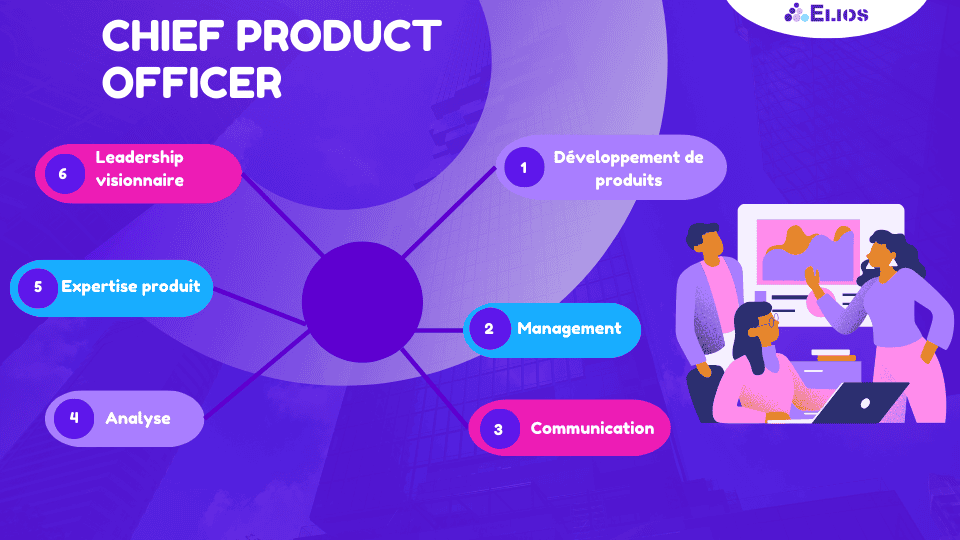 CHIEF PRODUCT
OFFICER
ELIOS
6
Leadership
visionnaire
1
Développement de
produits
5
Expertise produit
2
Management
4
Analyse
3
Communication